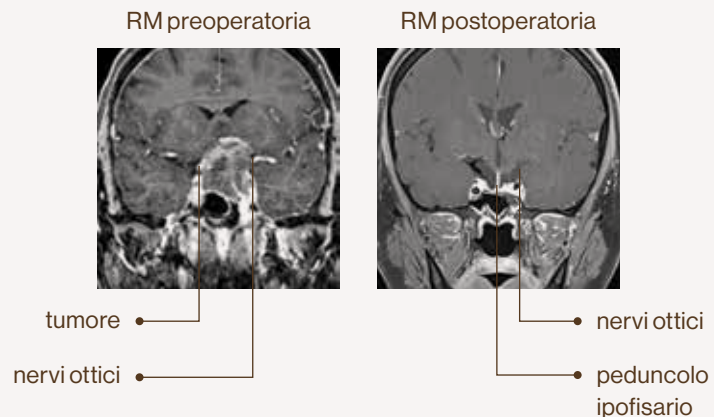 RM preoperatoria
RM postoperatoria
tumore
nervi ottici
nervi ottici
peduncolo
ipofisario